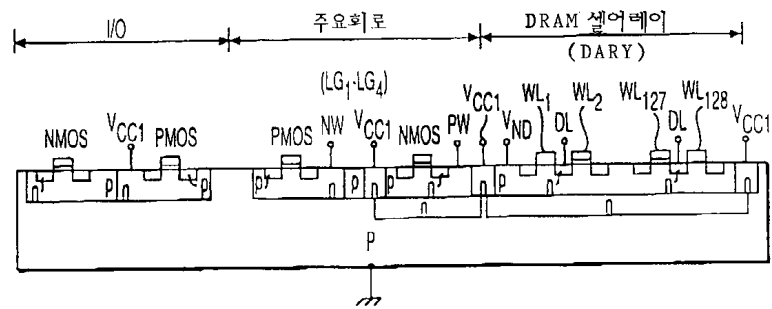 I/O 주요회로 DRAM 셀어레이
(DARY)
(LG1-LG4)
NMOS VCC1 PMOS PMOS NW VCC1 NMOS PW VCC1 VND WL1 DL WL2 WL127 DL WL128 VCC1
n p n p p n p n p n n n n
n n
p